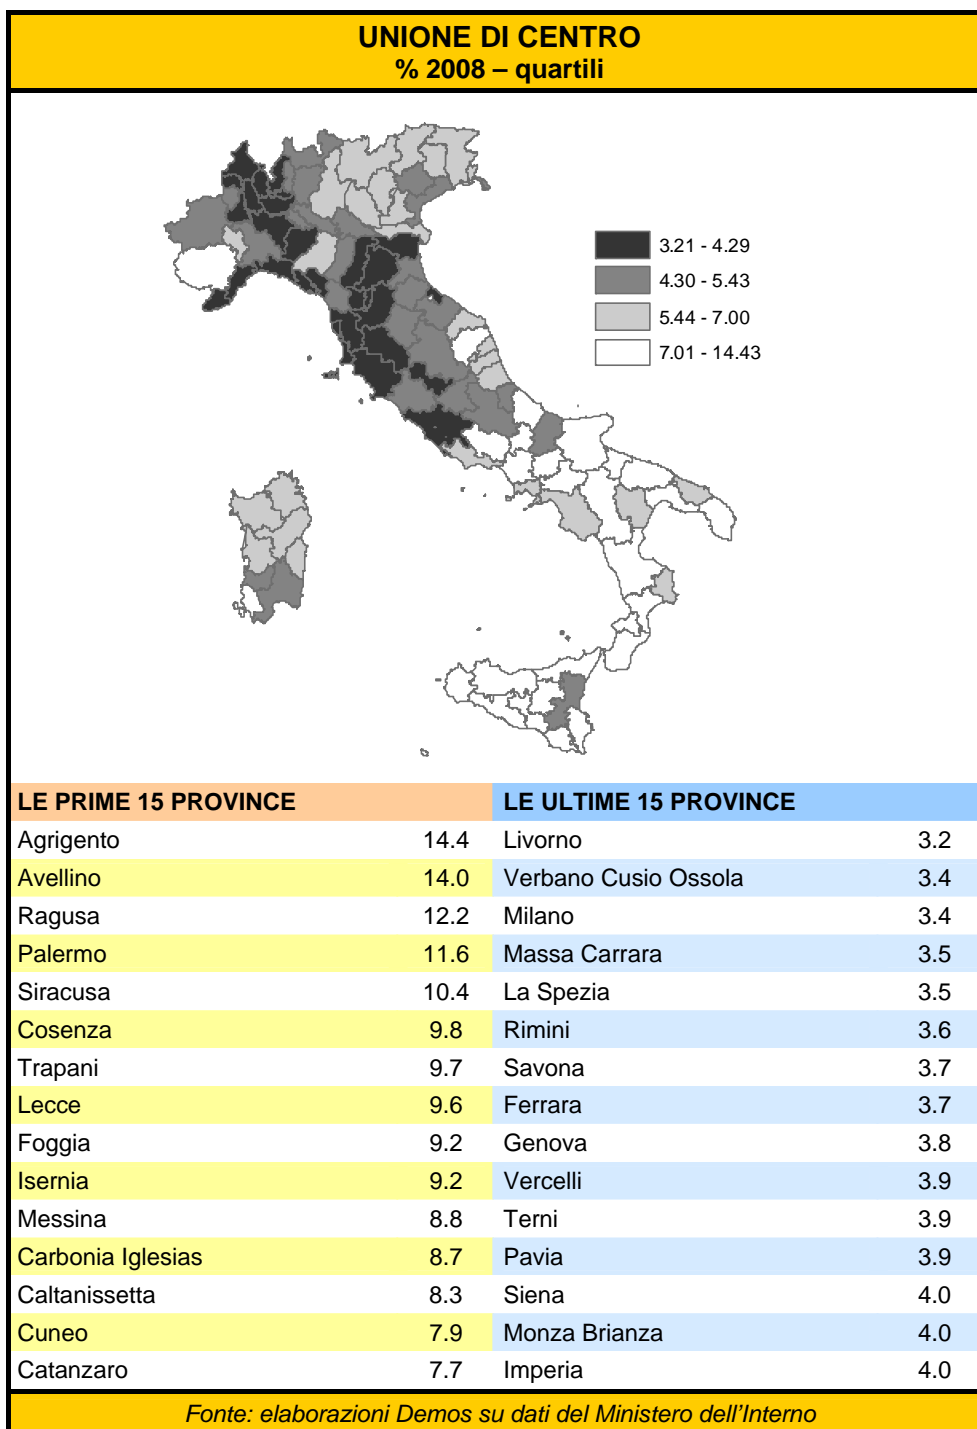 UNIONE DI CENTRO
% 2008 – quartili
3.21 - 4.29
4.30 - 5.43
5.44 - 7.00
7.01 - 14.43
LE PRIME 15 PROVINCE LE ULTIME 15 PROVINCE
Agrigento 14.4 Livorno 3.2
Avellino 14.0 Verbano Cusio Ossola 3.4
Ragusa 12.2 Milano 3.4
Palermo 11.6 Massa Carrara 3.5
Siracusa 10.4 La Spezia 3.5
Cosenza 9.8 Rimini 3.6
Trapani 9.7 Savona 3.7
Lecce 9.6 Ferrara 3.7
Foggia 9.2 Genova 3.8
Isernia 9.2 Vercelli 3.9
Messina 8.8 Terni 3.9
Carbonia Iglesias 8.7 Pavia 3.9
Caltanissetta 8.3 Siena 4.0
Cuneo 7.9 Monza Brianza 4.0
Catanzaro 7.7 Imperia 4.0
Fonte: elaborazioni Demos su dati del Ministero dell'Interno